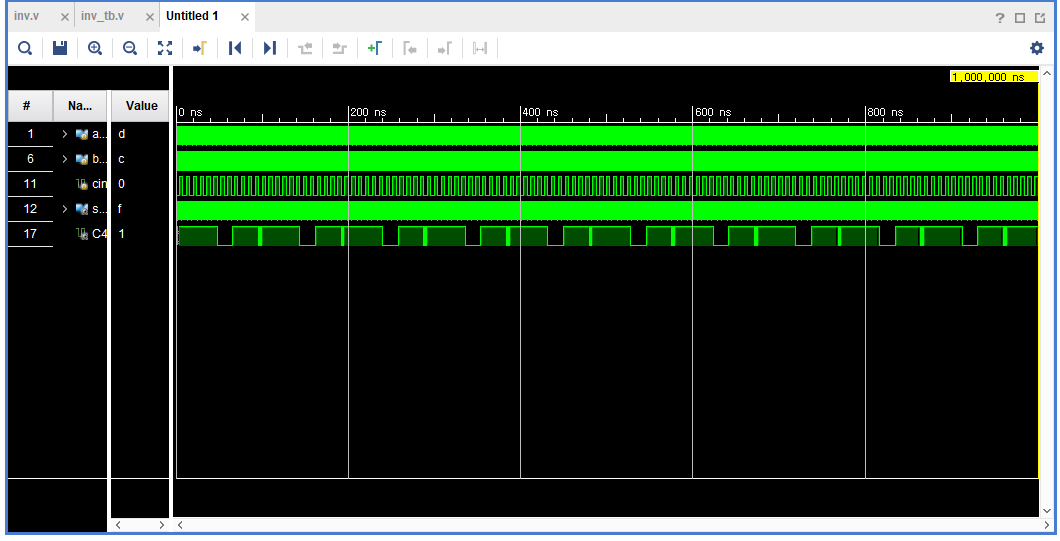 inv.v × inv_tb.v × Untitled 1 ×
?
1,000,000 ns
# Na... Value
0 ns 200 ns 400 ns 600 ns 800 ns
1 a... d
6 b... c
11 cin 0
12 s... f
17 C4 1